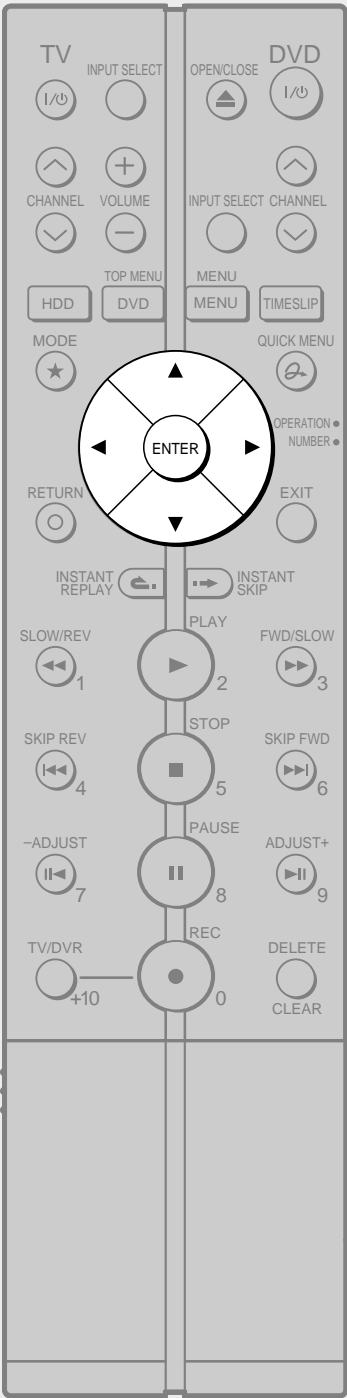 TV DVD
INPUT SELECT OPEN/CLOSE
CHANNEL VOLUME INPUT SELECT CHANNEL
TOP MENU MENU
HDD DVD MENU TIMESLIP
MODE QUICK MENU
OPERATION
NUMBER
ENTER
RETURN EXIT
INSTANT REPLAY INSTANT SKIP
SLOW/REV PLAY FWD/SLOW
1 2 3
SKIP REV STOP SKIP FWD
4 5 6
−ADJUST PAUSE ADJUST+
7 8 9
TV/DVR REC DELETE
+10 0 CLEAR